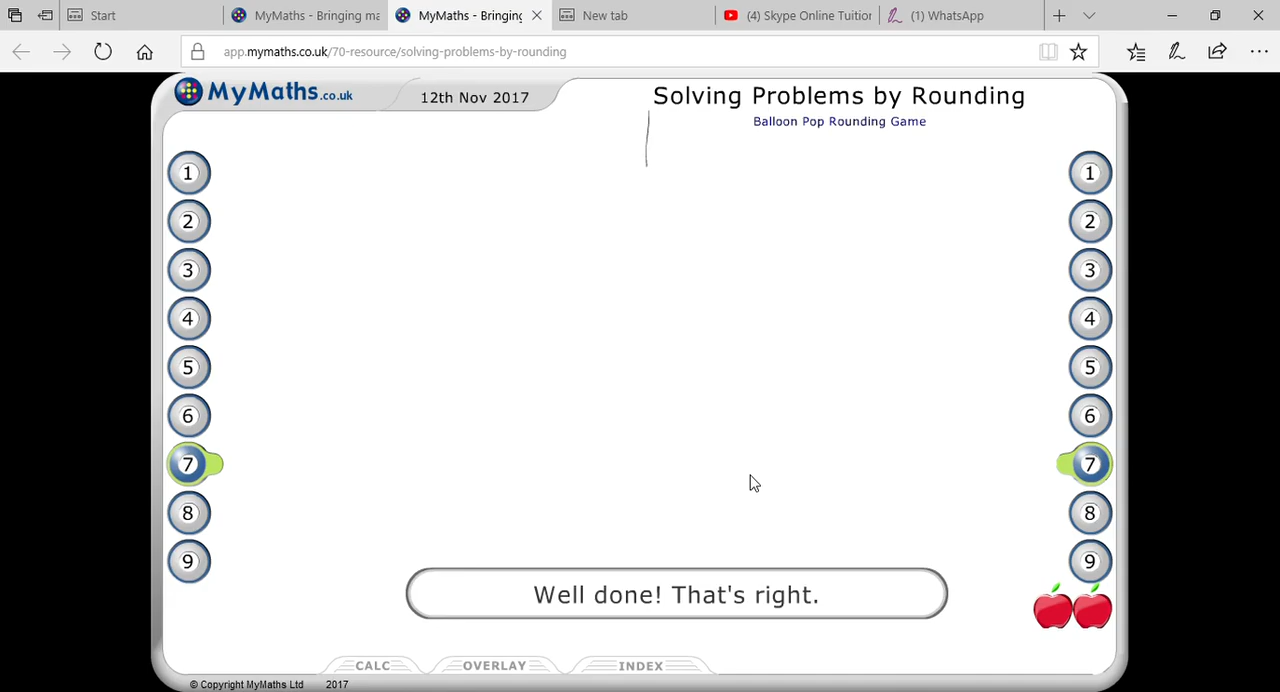 Start
MyMaths - Bringing ma
MyMaths - Bringing
New tab
(4) Skype Online Tuition
(1) WhatsApp
app.mymaths.co.uk/70-resource/solving-problems-by-rounding
MyMaths.co.uk
12th Nov 2017
Solving Problems by Rounding
Balloon Pop Rounding Game
1 1
2 2
3 3
4 4
5 5
6 6
7 7
8 8
9 9
Well done! That's right.
CALC OVERLAY INDEX
© Copyright MyMaths Ltd 2017